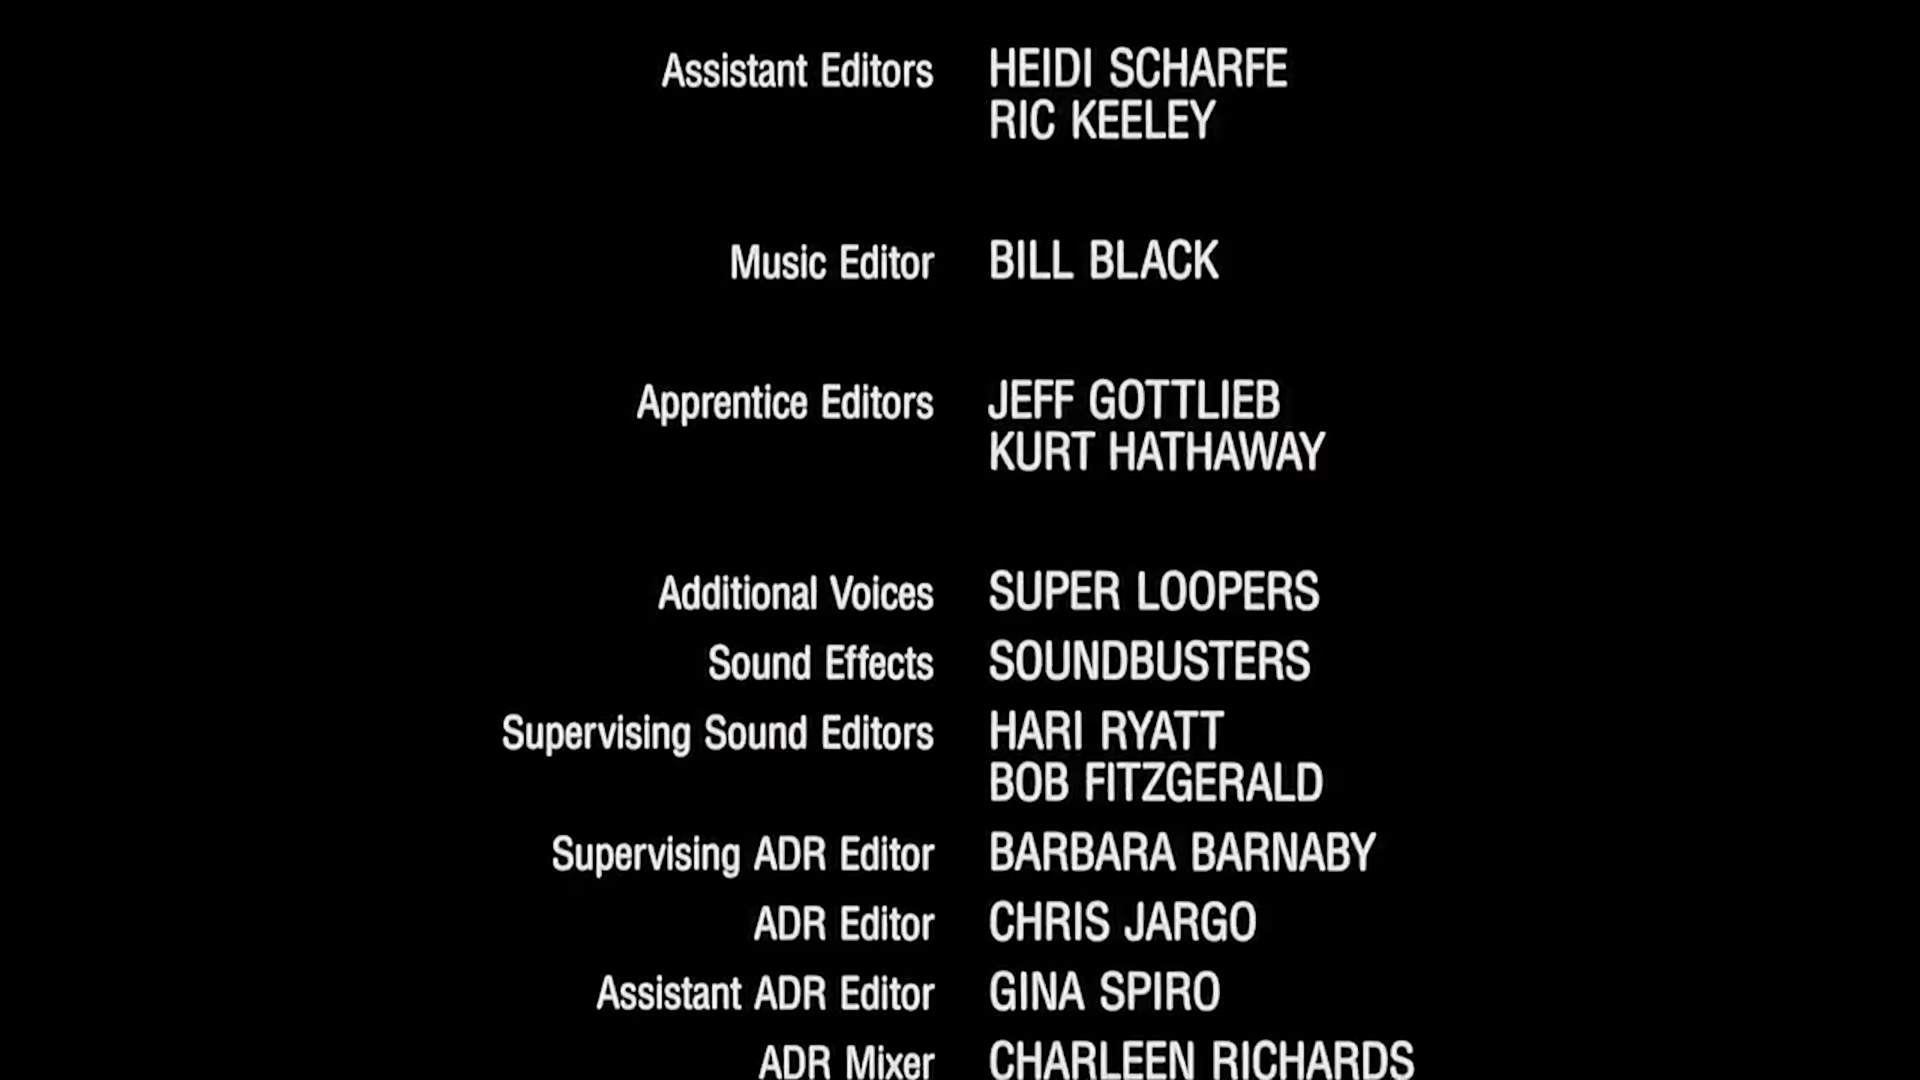 Assistant Editors HEIDI SCHARFE
RIC KEELEY
Music Editor BILL BLACK
Apprentice Editors JEFF GOTTLIEB
KURT HATHAWAY
Additional Voices SUPER LOOPERS
Sound Effects SOUNDBUSTERS
Supervising Sound Editors HARI RYATT
BOB FITZGERALD
Supervising ADR Editor BARBARA BARNABY
ADR Editor CHRIS JARGO
Assistant ADR Editor GINA SPIRO
ADR Mixer CHARLEEN RICHARDS